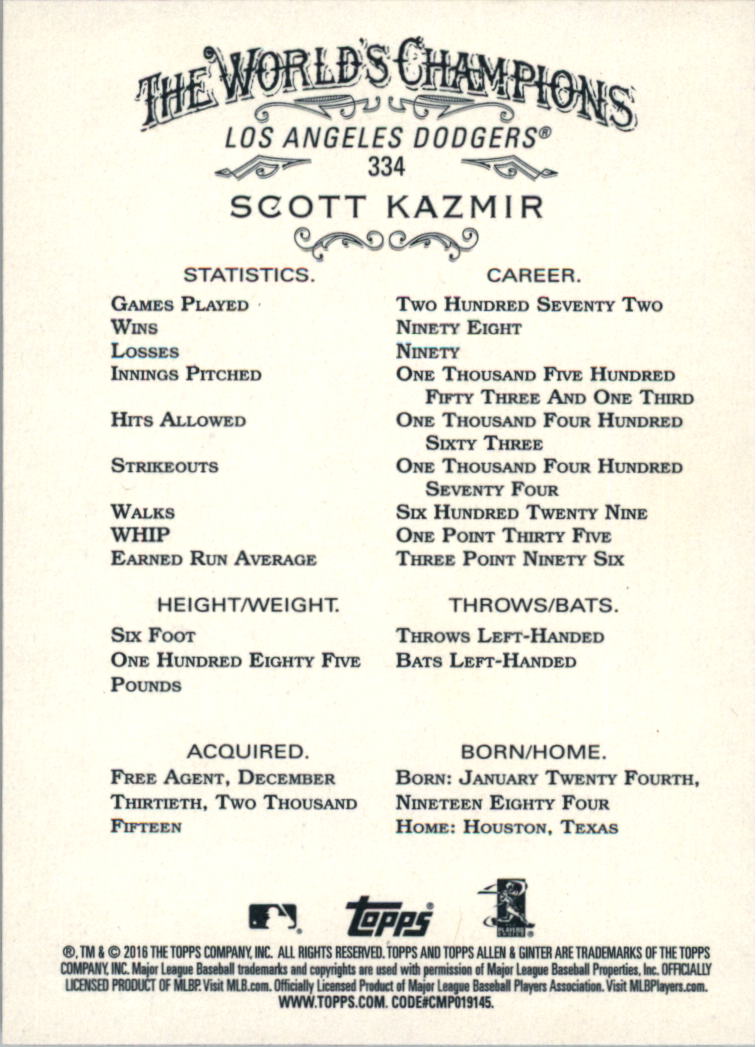 THE WORLD'S CHAMPIONS
LOS ANGELES DODGERS®
334
SCOTT KAZMIR
STATISTICS. CAREER.
GAMES PLAYED TWO HUNDRED SEVENTY TWO
WINS NINETY EIGHT
LOSSES NINETY
INNINGS PITCHED ONE THOUSAND FIVE HUNDRED
FIFTY THREE AND ONE THIRD
HITS ALLOWED ONE THOUSAND FOUR HUNDRED
SIXTY THREE
STRIKEOUTS ONE THOUSAND FOUR HUNDRED
SEVENTY FOUR
WALKS SIX HUNDRED TWENTY NINE
WHIP ONE POINT THIRTY FIVE
EARNED RUN AVERAGE THREE POINT NINETY SIX
HEIGHT/WEIGHT. THROWS/BATS.
SIX FOOT THROWS LEFT-HANDED
ONE HUNDRED EIGHTY FIVE BATS LEFT-HANDED
POUNDS
ACQUIRED. BORN/HOME.
FREE AGENT, DECEMBER BORN: JANUARY TWENTY FOURTH,
THIRTIETH, TWO THOUSAND NINETEEN EIGHTY FOUR
FIFTEEN HOME: HOUSTON, TEXAS
Topps®
PLAYERS
®, TM & © 2016 THE TOPPS COMPANY, INC. ALL RIGHTS RESERVED. TOPPS AND TOPPS ALLEN & GINTER ARE TRADEMARKS OF THE TOPPS
COMPANY, INC. Major League Baseball trademarks and copyrights are used with permission of Major League Baseball Properties, Inc. OFFICIALLY
LICENSED PRODUCT OF MLBP. Visit MLB.com. Officially Licensed Product of Major League Baseball Players Association. Visit MLBPlayers.com.
WWW.TOPPS.COM. CODE#CMP019145.